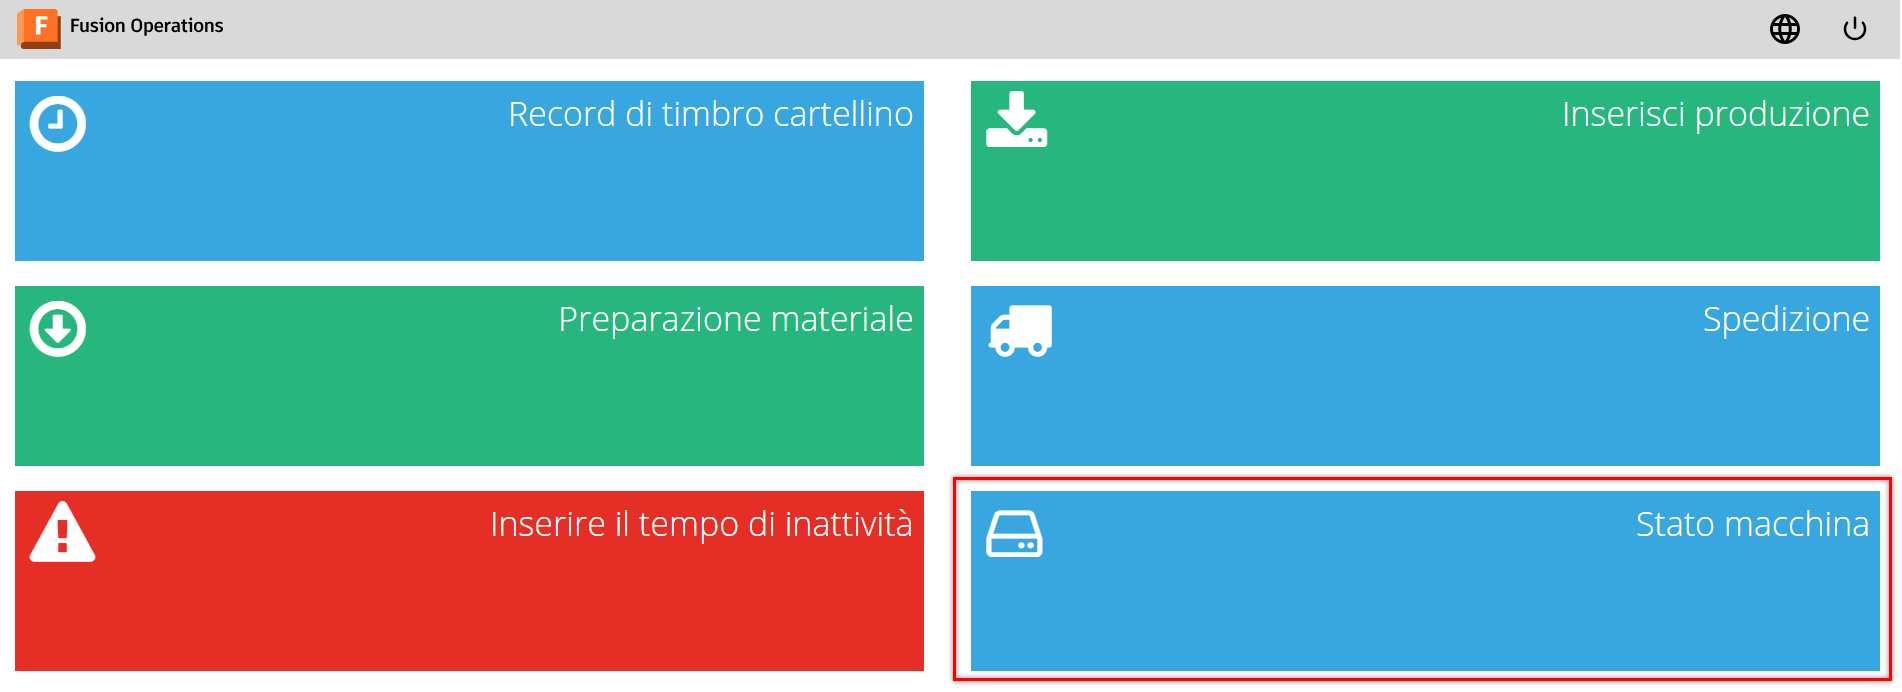 F Fusion Operations
Record di timbro cartellino
Inserisci produzione
Preparazione materiale
Spedizione
Inserire il tempo di inattività
Stato macchina